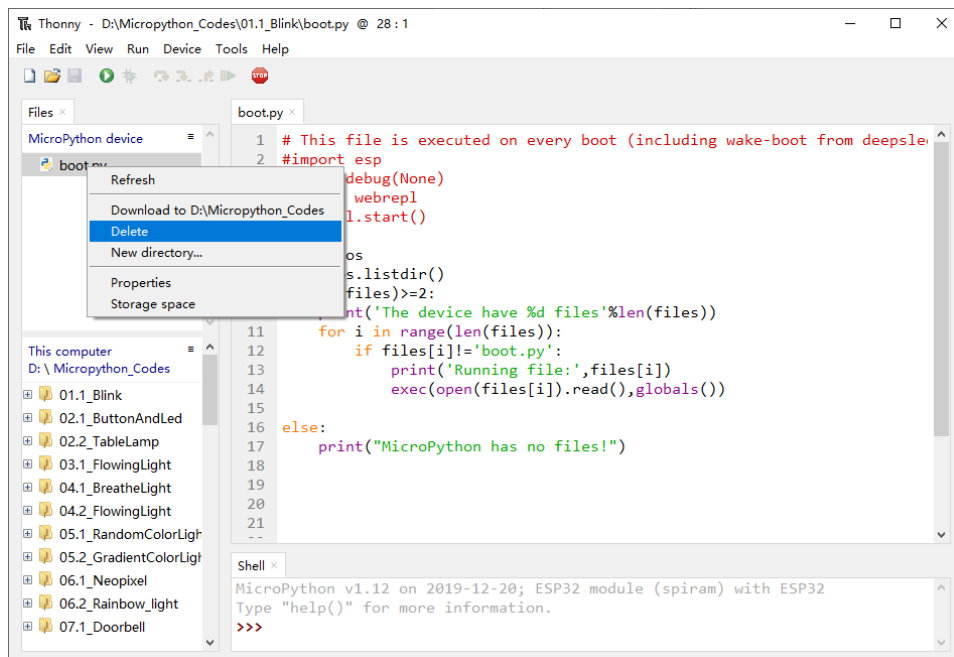 Thonny - D:\Micropython_Codes\01.1_Blink\boot.py @ 28 : 1
File Edit View Run Device Tools Help
STOP
Files ×
MicroPython device
boot.py
Refresh
Download to D:\Micropython_Codes
Delete
New directory...
Properties
Storage space
This computer
D: \ Micropython_Codes
01.1_Blink
02.1_ButtonAndLed
02.2_TableLamp
03.1_FlowingLight
04.1_BreatheLight
04.2_FlowingLight
05.1_RandomColorLigh
05.2_GradientColorLigh
06.1_Neopixel
06.2_Rainbow_light
07.1_Doorbell
boot.py ×
1 # This file is executed on every boot (including wake-boot from deepslee
2 #import esp
debug(None)
webrepl
l.start()
os
s.listdir()
files)>=2:
nt('The device have %d files'%len(files))
11 for i in range(len(files)):
12 if files[i]!='boot.py':
13 print('Running file:',files[i])
14 exec(open(files[i]).read(),globals())
15
16 else:
17 print("MicroPython has no files!")
18
19
20
21
Shell ×
MicroPython v1.12 on 2019-12-20; ESP32 module (spiram) with ESP32
Type "help()" for more information.
>>>